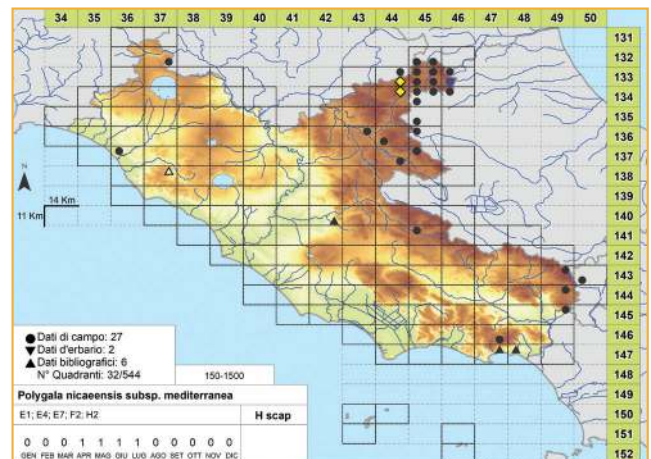 34 35 36 37 38 39 40 41 42 43 44 45 46 47 48 49 50
131
132
133
134
135
136
137
138
139
140
141
142
143
144
145
146
147
148
149
150
151
152
N
14 Km
11 Km
● Dati di campo: 27
▼ Dati d'erbario: 2
▲ Dati bibliografici: 6
N° Quadranti: 32/544
150-1500
Polygala nicaeensis subsp. mediterranea
E1; E4; E7; F2; H2
H scap
0 0 0 1 1 1 1 0 0 0 0 0
GEN FEB MAR APR MAG GIU LUG AGO SET OTT NOV DIC